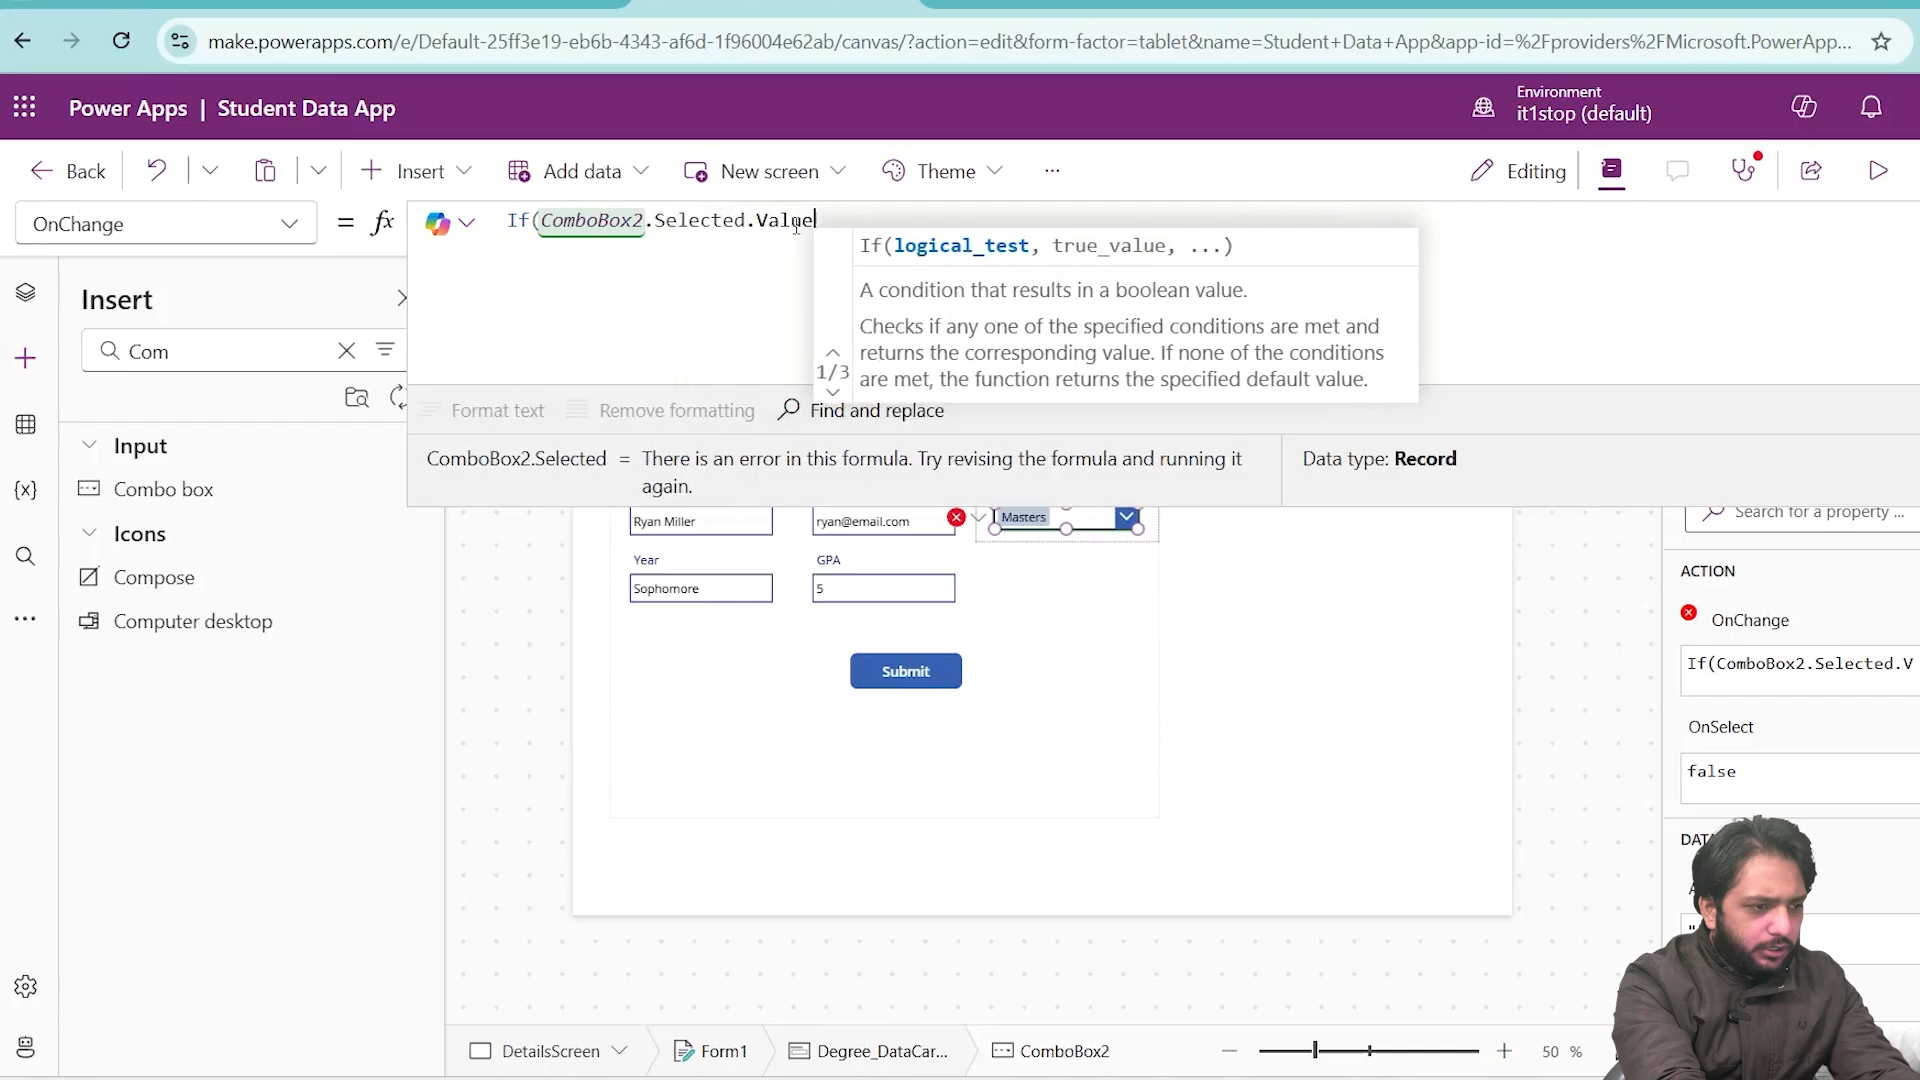 make.powerapps.com/e/Default-25ff3e19-eb6b-4343-af6d-1f96004e62ab/canvas/?action=edit&form-factor=tablet&name=Student+Data+App&app-id=%2Fproviders%2FMicrosoft.PowerApp...
Power Apps | Student Data App
Environment
it1stop (default)
Back
Insert
Add data
New screen
Theme
...
Editing
OnChange
= fx
If(ComboBox2.Selected.Value
If(logical_test, true_value, ...)
A condition that results in a boolean value.
Checks if any one of the specified conditions are met and
returns the corresponding value. If none of the conditions
are met, the function returns the specified default value.
1/3
Insert
Com
Format text
Remove formatting
Find and replace
Input
Combo box
Icons
Compose
Computer desktop
ComboBox2.Selected = There is an error in this formula. Try revising the formula and running it
again.
Data type: Record
Ryan Miller
ryan@email.com
Masters
Year
GPA
Sophomore
5
Submit
Search for a property ...
ACTION
OnChange
If(ComboBox2.Selected.V
OnSelect
false
DetailsScreen
Form1
Degree_DataCar...
ComboBox2
50 %